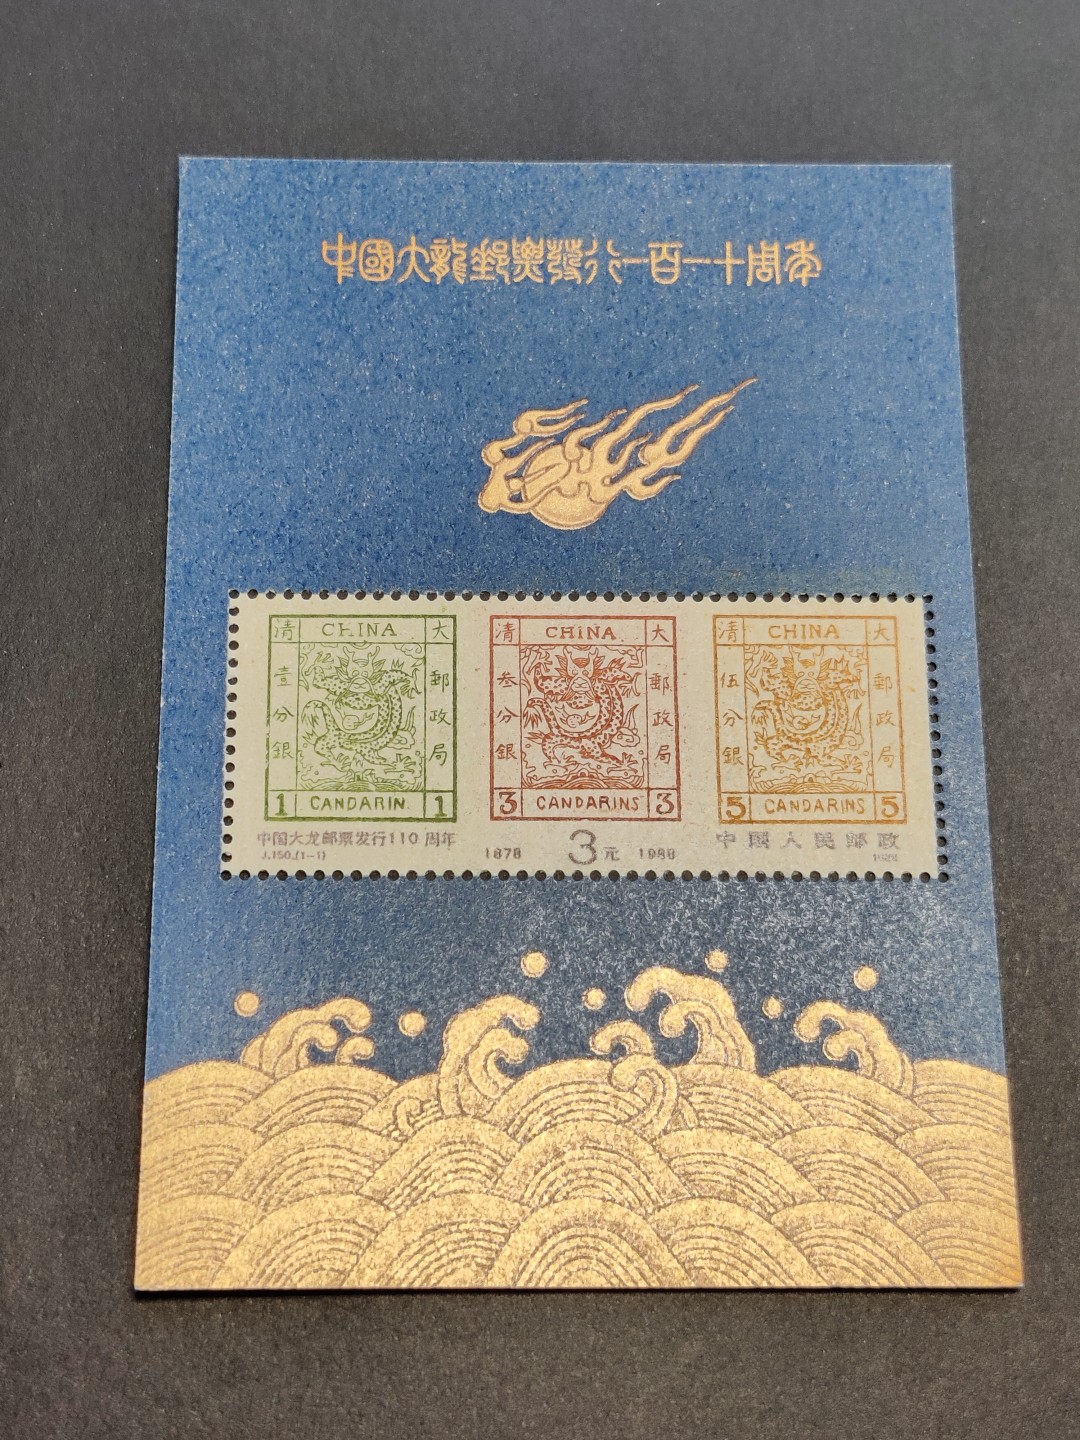 中國大龍郵票發行一百一十周年
清 CHINA 大
壹分銀
郵政局
1 CANDARIN. 1
清 CHINA 大
叁分銀
郵政局
3 CANDARINS 3
清 CHINA 大
伍分銀
郵政局
5 CANDARINS 5
中国大龙邮票发行110周年
J.150.(1-1)
1878 3元 1988
中国人民邮政
1988